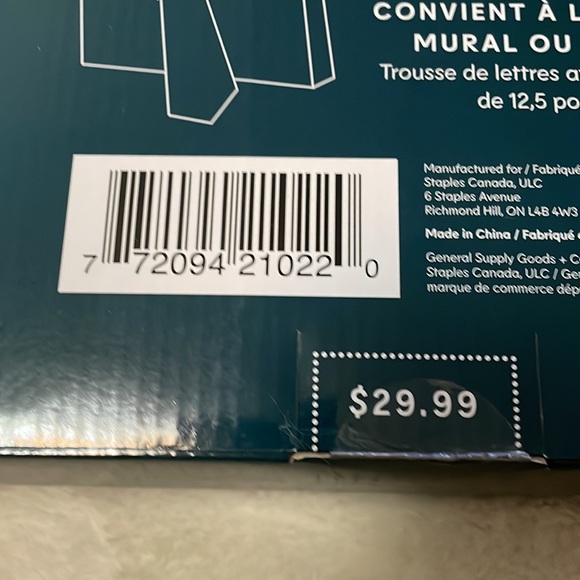 CONVIENT À L
MURAL OU
Trousse de lettres a
de 12,5 po
Manufactured for / Fabriqué
Staples Canada, ULC
6 Staples Avenue
Richmond Hill, ON L4B 4W3
Made in China / Fabriqué
General Supply Goods + C
Staples Canada, ULC / Ge
marque de commerce dép
7 72094 21022 0
$29.99